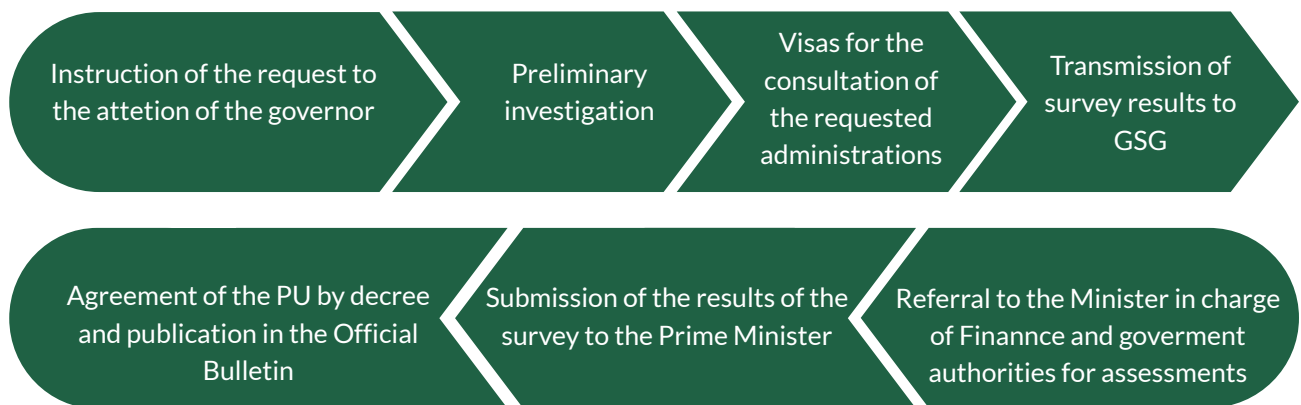 Instruction of the request to
the attetion of the governor
Preliminary
investigation
Visas for the
consultation of
the requested
administrations
Transmission of
survey results to
GSG
Referral to the Minister in charge
of Finannce and goverment
authorities for assessments
Submission of the results of the
survey to the Prime Minister
Agreement of the PU by decree
and publication in the Official
Bulletin